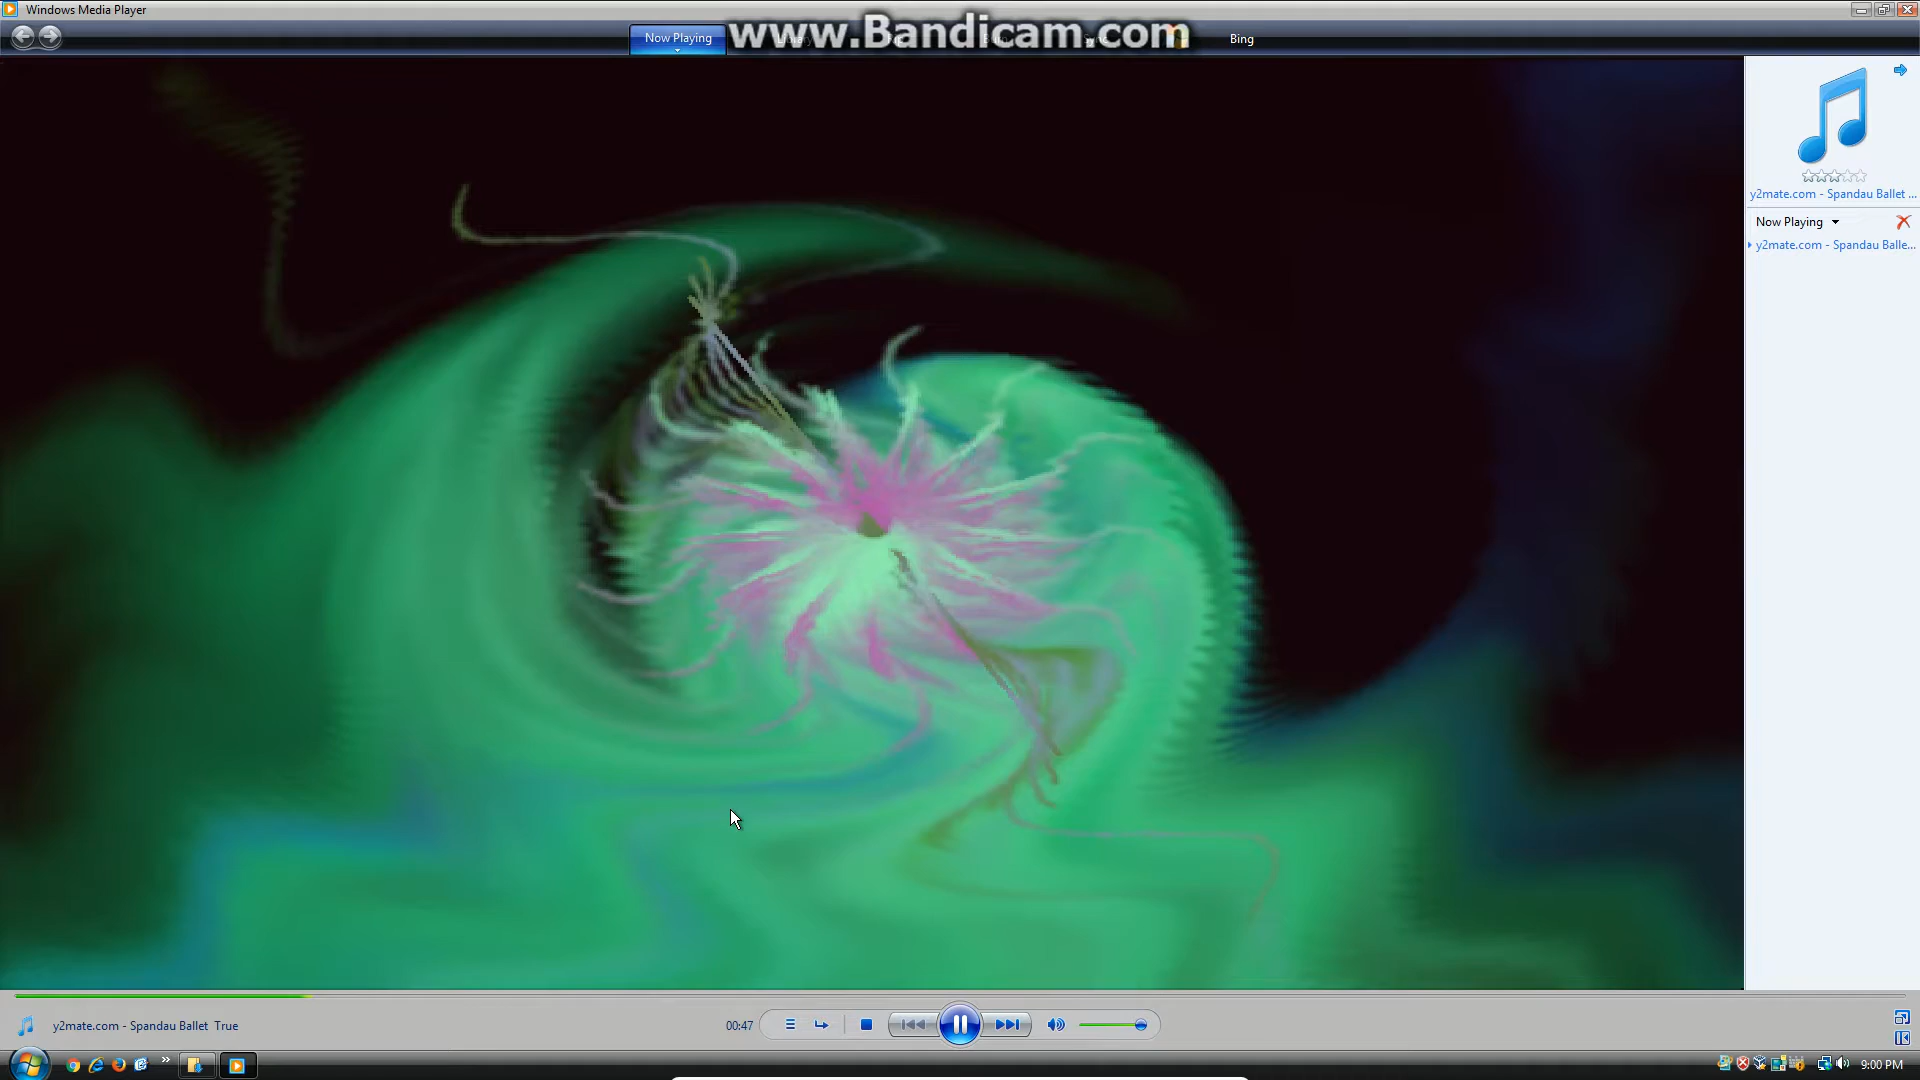 Windows Media Player
Now Playing
www.Bandicam.com
Bing
y2mate.com - Spandau Ballet ...
Now Playing
y2mate.com - Spandau Balle...
y2mate.com - Spandau Ballet True
00:47
9:00 PM